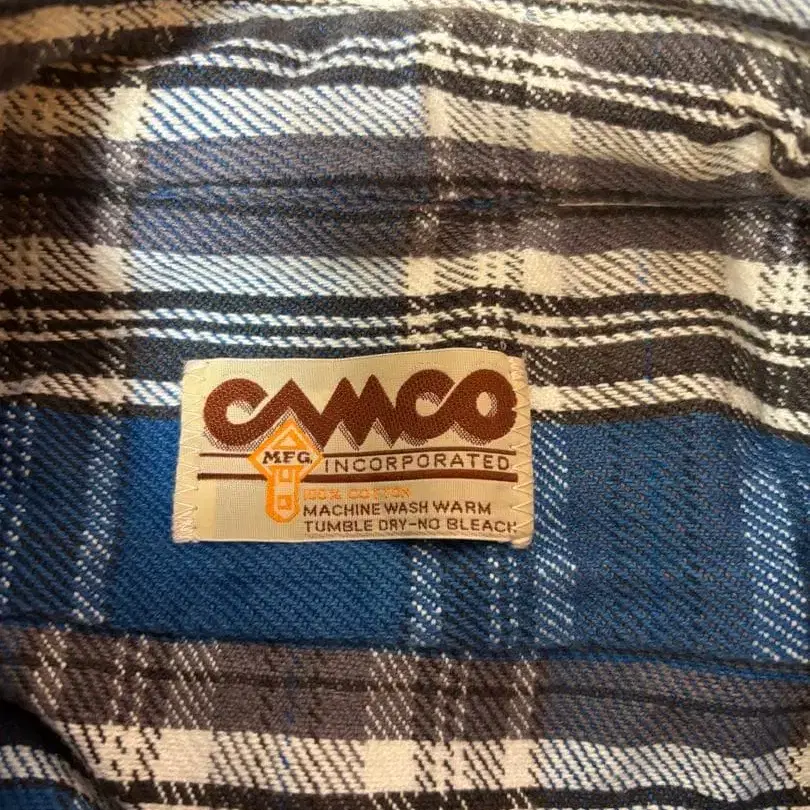 CAMCO
MFG. INCORPORATED
100% COTTON
MACHINE WASH WARM
TUMBLE DRY-NO BLEACH